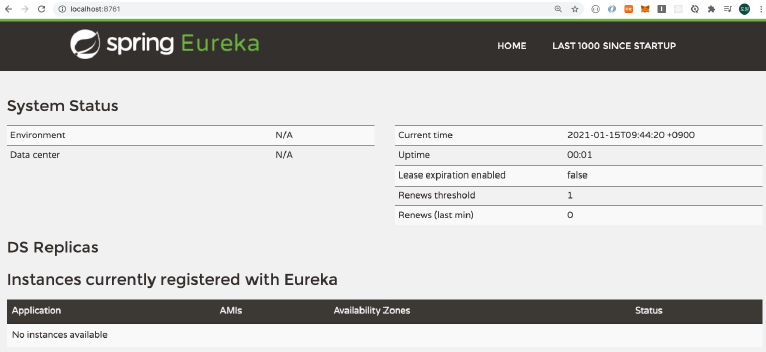 localhost:8761
spring Eureka
HOME LAST 1000 SINCE STARTUP
System Status
Environment N/A
Data center N/A
Current time 2021-01-15T09:44:20 +0900
Uptime 00:01
Lease expiration enabled false
Renews threshold 1
Renews (last min) 0
DS Replicas
Instances currently registered with Eureka
Application AMIs Availability Zones Status
No instances available